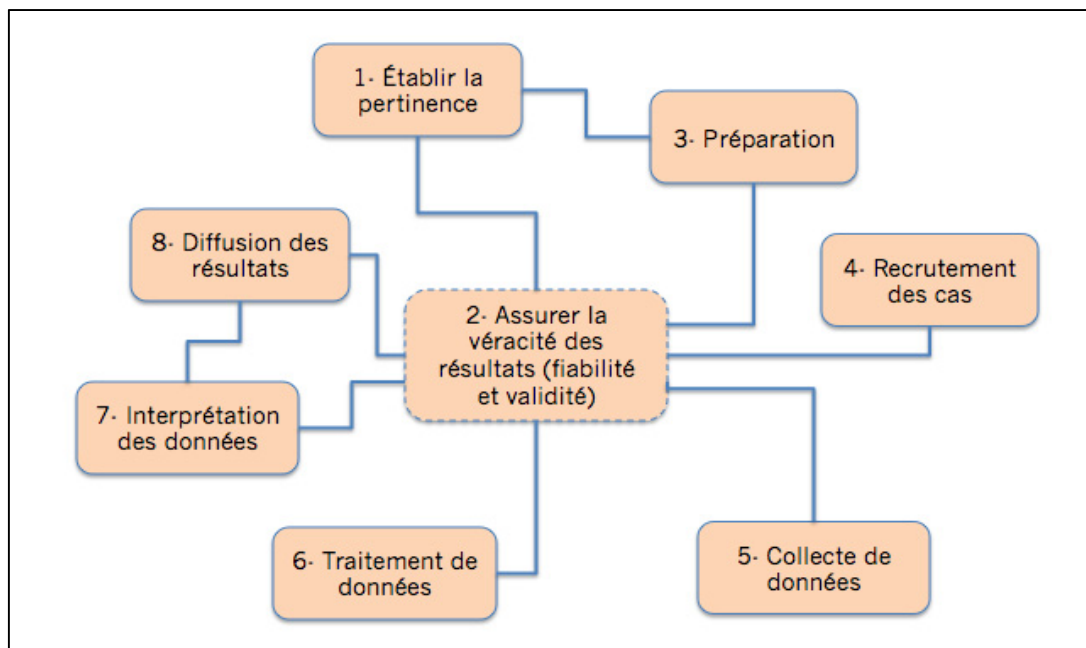 1- Établir la
pertinence
3- Préparation
8- Diffusion des
résultats
4- Recrutement
des cas
2- Assurer la
véracité des
résultats (fiabilité
et validité)
7- Interprétation
des données
6- Traitement de
données
5- Collecte de
données